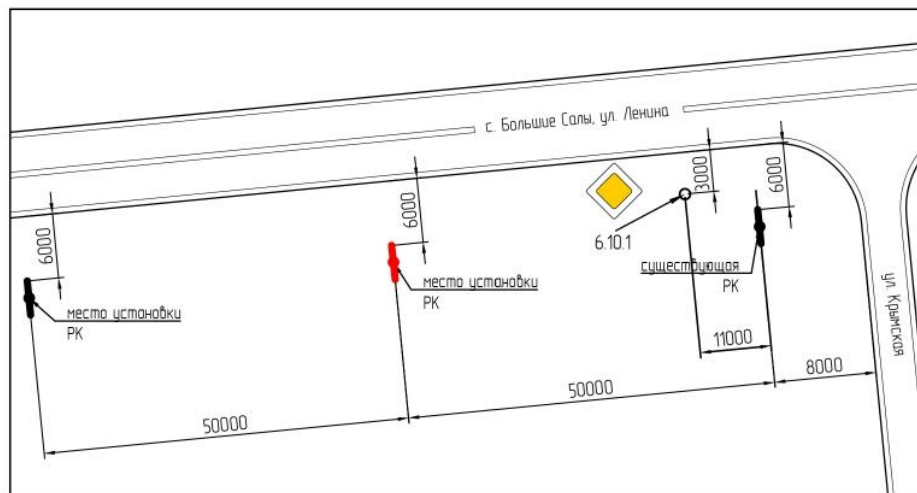 с. Большие Салы, ул. Ленина
3000
6000
6000
6000
6.10.1
существующая
РК
ул. Крымская
место установки
РК
место установки
РК
11000
8000
50000
50000